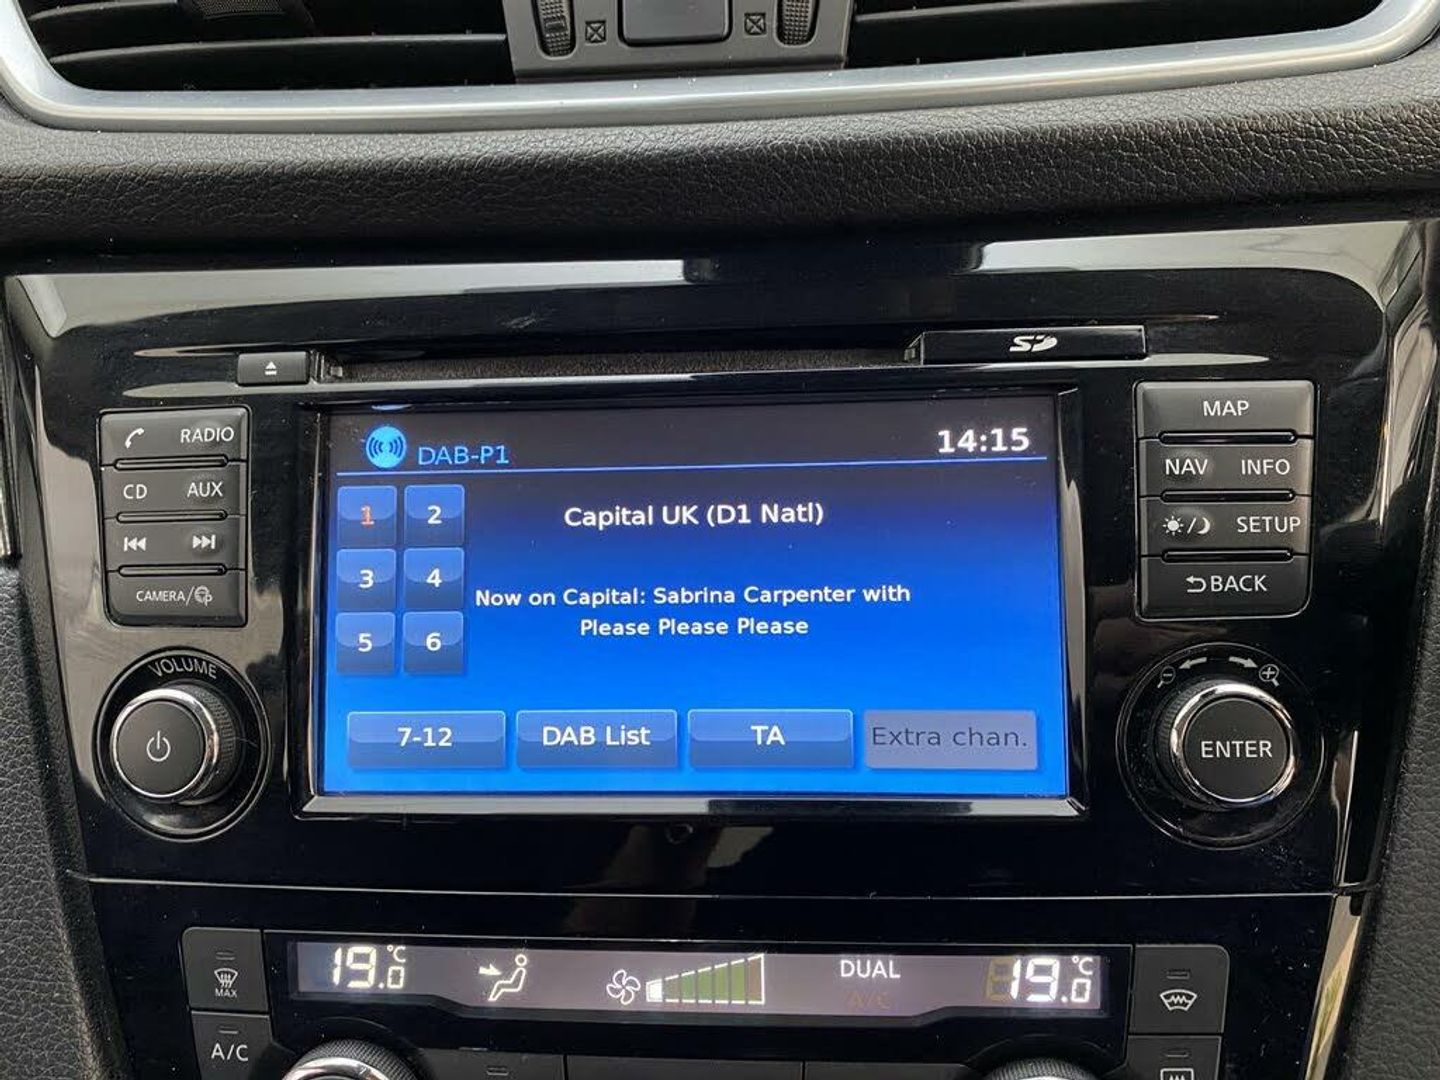 SD
RADIO
CD AUX
CAMERA/
VOLUME
DAB-P1
14:15
1 2
3 4
5 6
Capital UK (D1 Natl)
Now on Capital: Sabrina Carpenter with
Please Please Please
7-12 DAB List TA Extra chan.
MAP
NAV INFO
/ SETUP
BACK
ENTER
MAX
A/C
19.0 °C
DUAL
A/C
19.0 °C